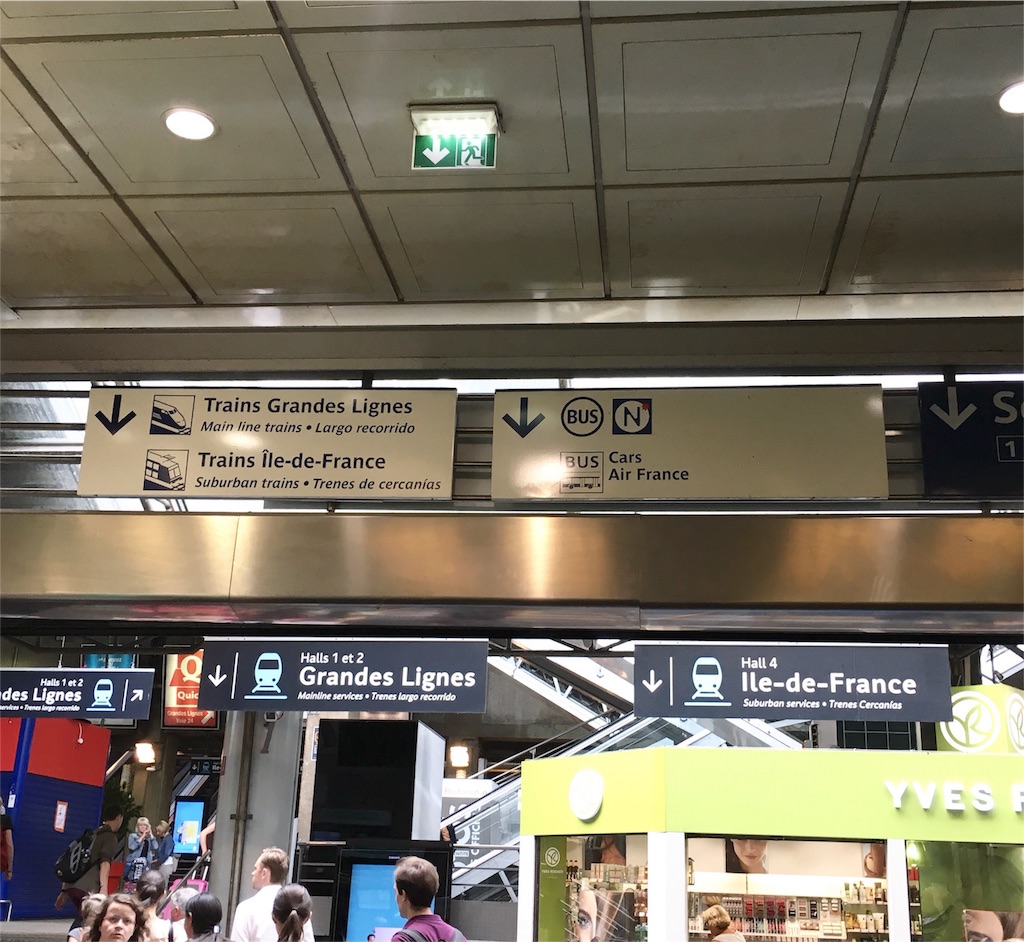 Trains Grandes Lignes
Main line trains • Largo recorrido
Trains Île-de-France
Suburban trains • Trenes de cercanías
BUS N
BUS Cars
Air France
1
Halls 1 et 2
Lignes
Quick
Halls 1 et 2
Grandes Lignes
Mainline services • Trenes largo recorrido
Hall 4
Ile-de-France
Suburban services • Trenes Cercanías
YVES